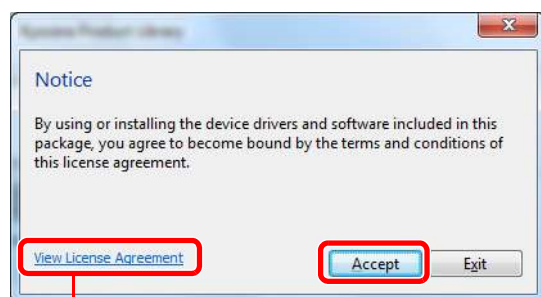 Notice
By using or installing the device drivers and software included in this
package, you agree to become bound by the terms and conditions of
this license agreement.
View License Agreement
Accept
Exit